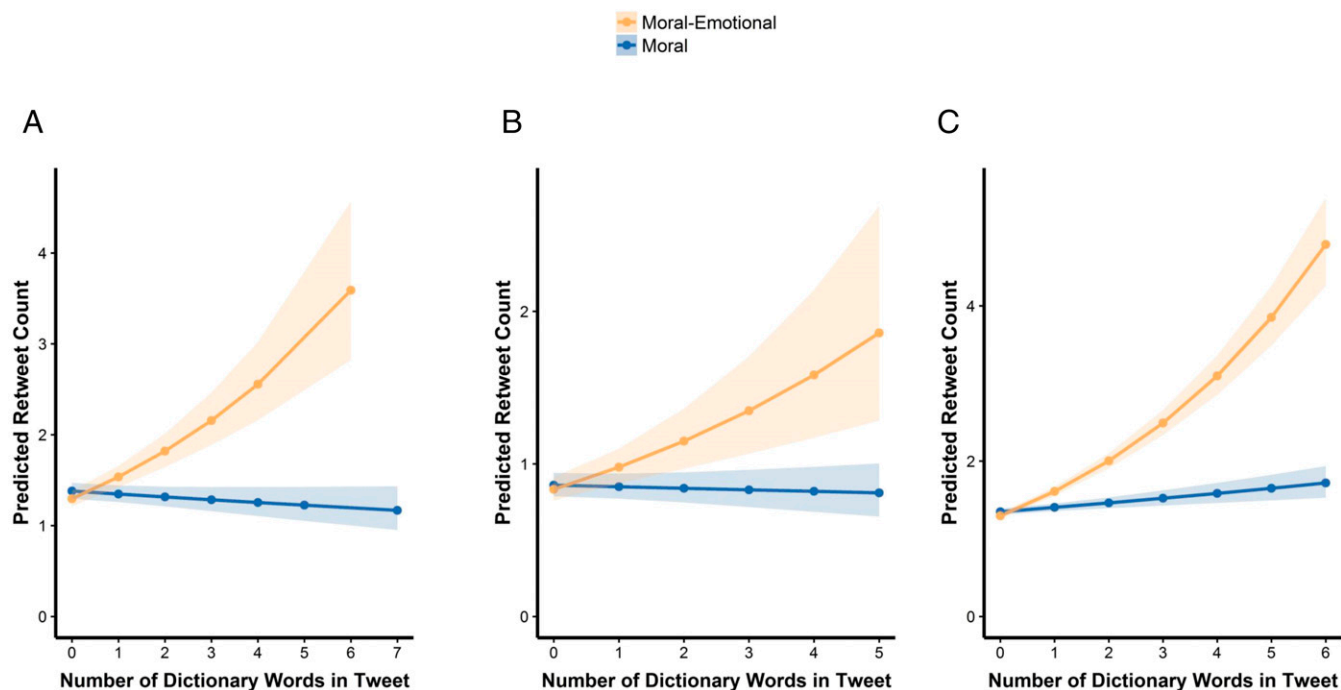 Moral-Emotional
Moral
A
B
C
Predicted Retweet Count
4
3
2
1
0
0 1 2 3 4 5 6 7
Number of Dictionary Words in Tweet
Predicted Retweet Count
2
1
0
0 1 2 3 4 5
Number of Dictionary Words in Tweet
Predicted Retweet Count
4
2
0
0 1 2 3 4 5 6
Number of Dictionary Words in Tweet